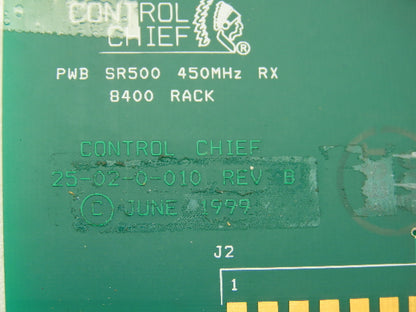 CONTROL
CHIEF ®
PWB SR500 450MHz RX
8400 RACK
CONTROL CHIEF
25-02-0-010 REV B
© JUNE 1999
J2
1